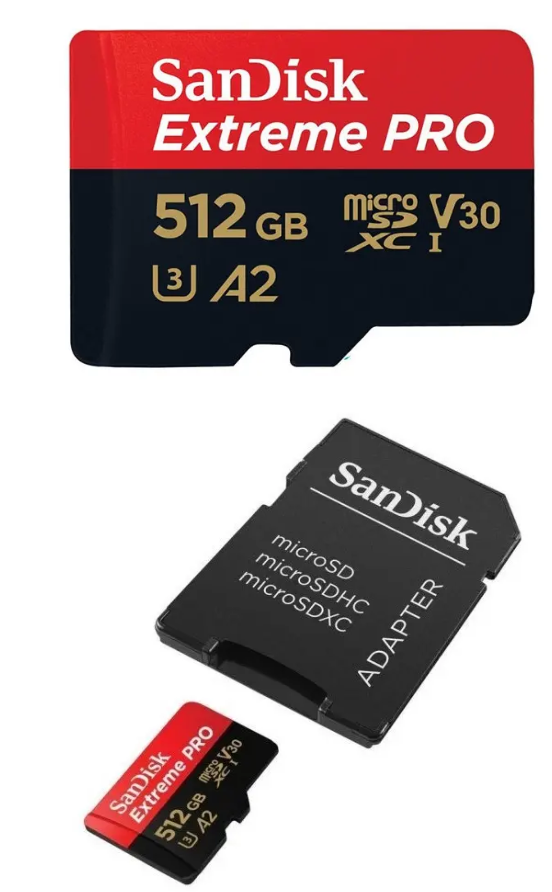 SanDisk
Extreme PRO
512 GB micro SD XC I V30
3 A2
SanDisk
microSD
microSDHC
microSDXC
ADAPTER
SanDisk
Extreme PRO
512 GB micro SD XC I V30
3 A2